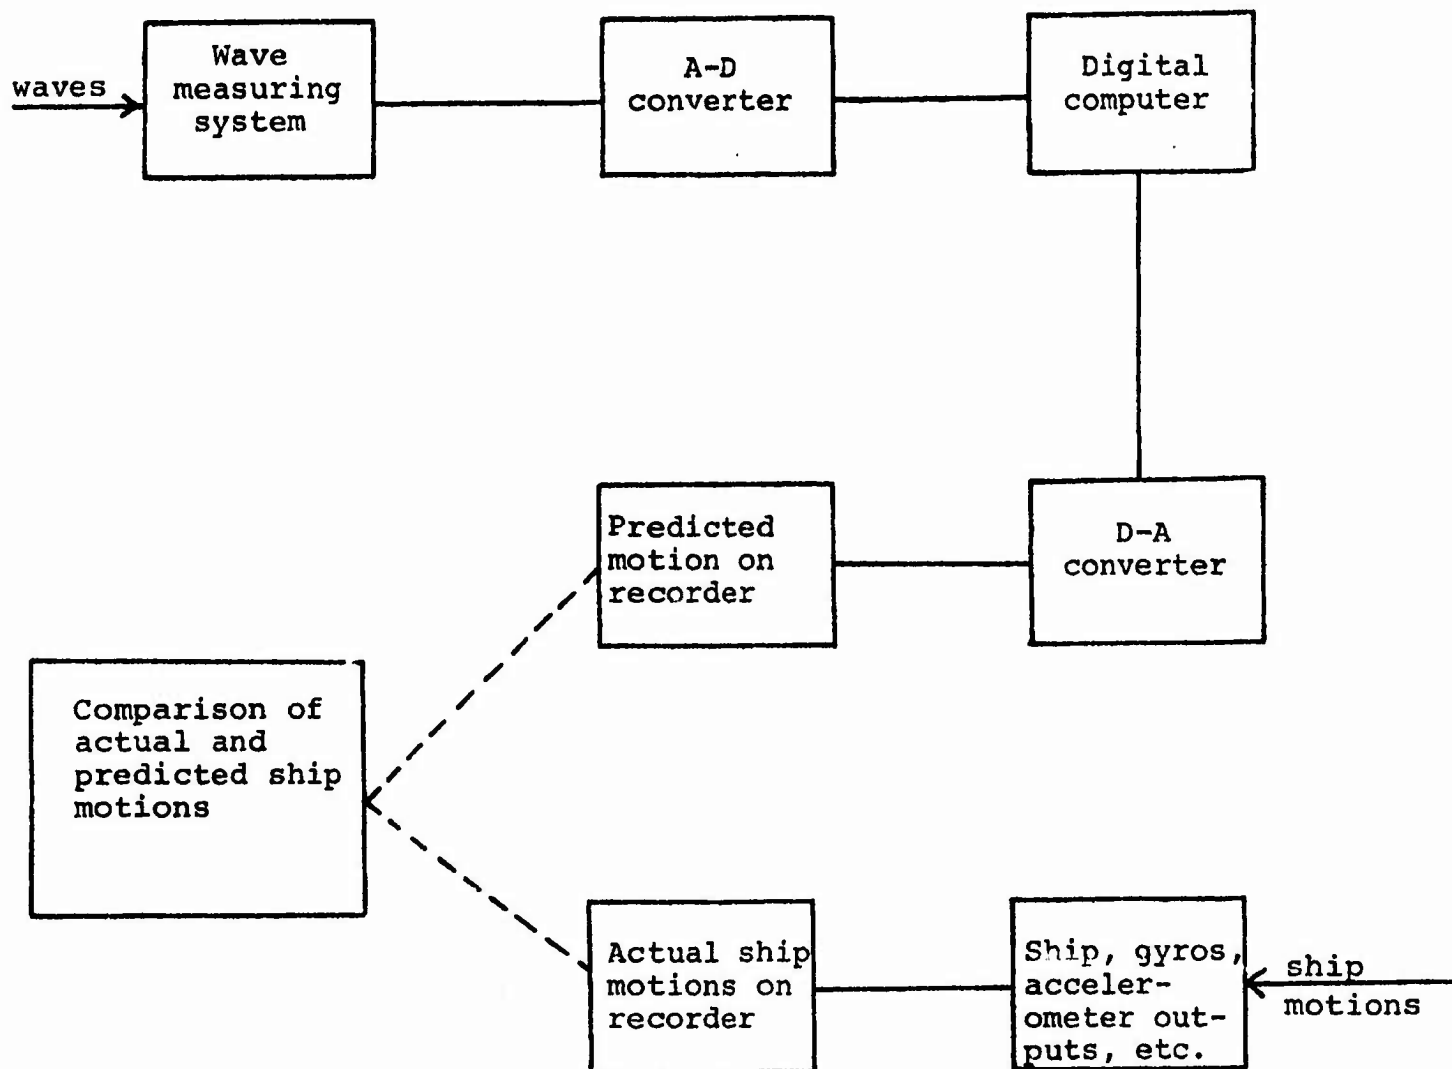 waves
Wave
measuring
system
A-D
converter
Digital
computer
Predicted
motion on
recorder
D-A
converter
Comparison of
actual and
predicted ship
motions
Actual ship
motions on
recorder
Ship, gyros,
acceler-
ometer out-
puts, etc.
ship
motions